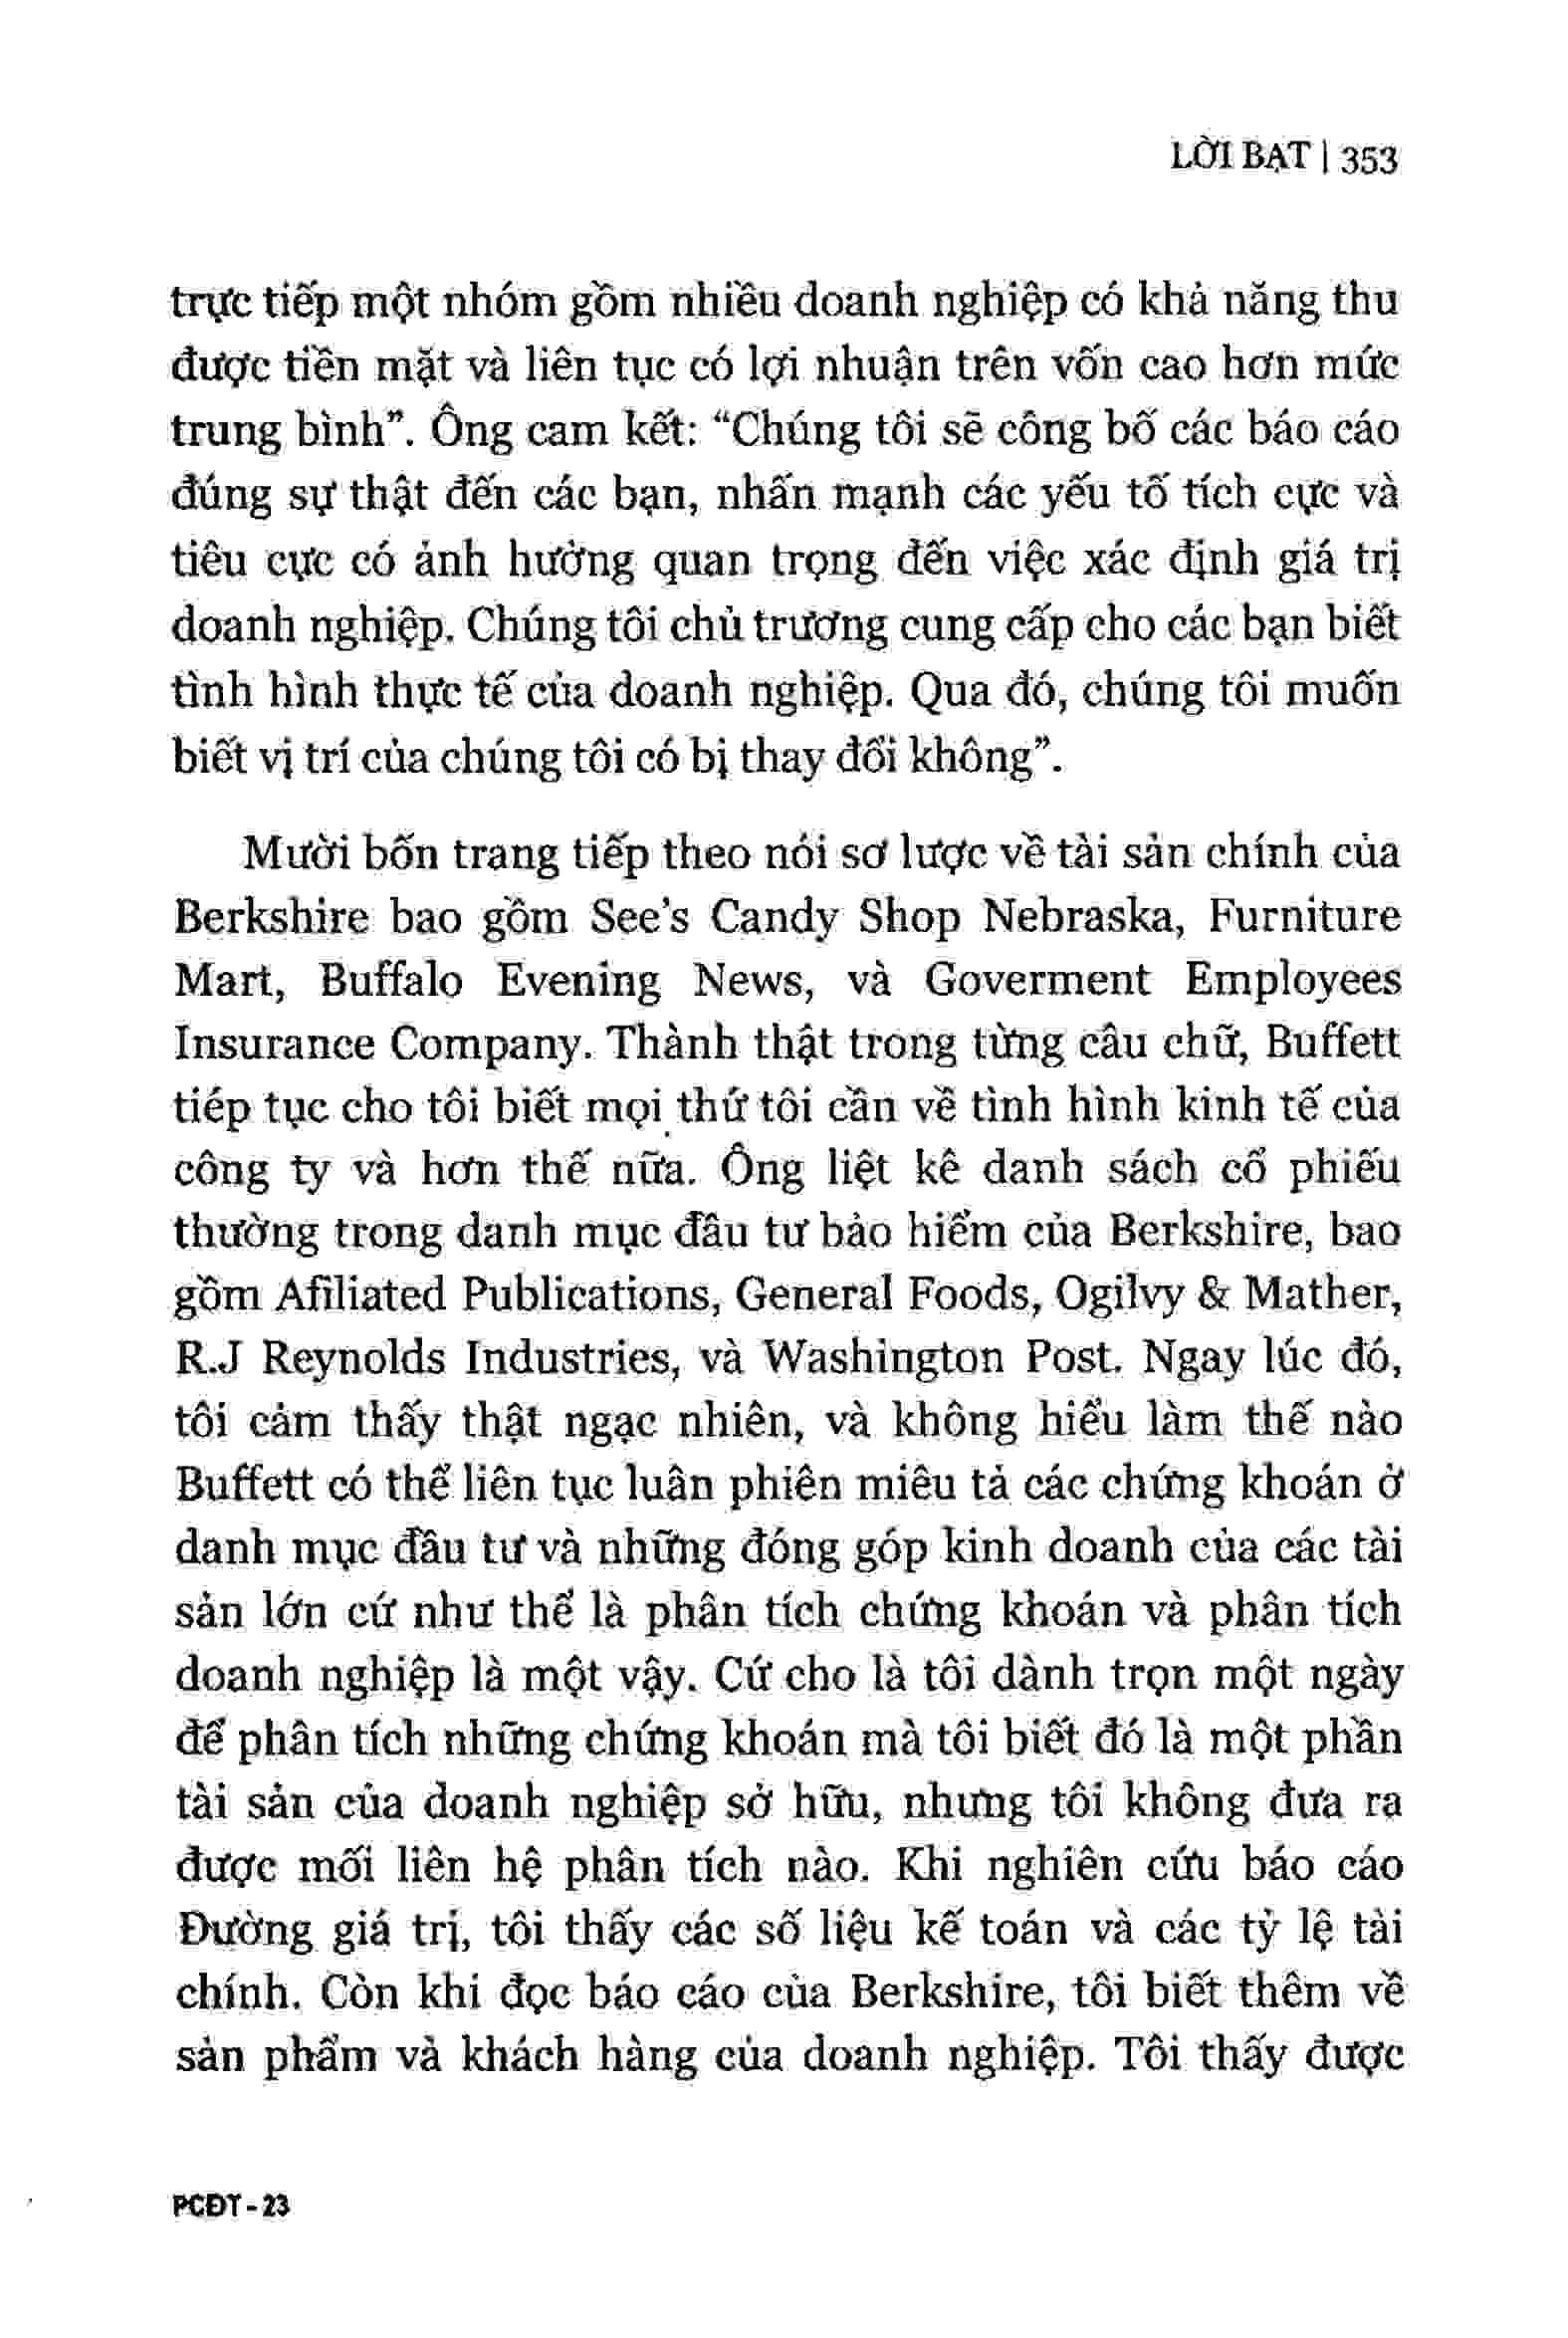 LỜI BẠT | 353
trực tiếp một nhóm gồm nhiều doanh nghiệp có khả năng thu
được tiền mặt và liên tục có lợi nhuận trên vốn cao hơn mức
trung bình”. Ông cam kết: “Chúng tôi sẽ công bố các báo cáo
đúng sự thật đến các bạn, nhấn mạnh các yếu tố tích cực và
tiêu cực có ảnh hưởng quan trọng đến việc xác định giá trị
doanh nghiệp. Chúng tôi chủ trương cung cấp cho các bạn biết
tình hình thực tế của doanh nghiệp. Qua đó, chúng tôi muốn
biết vị trí của chúng tôi có bị thay đổi không”.
Mười bốn trang tiếp theo nói sơ lược về tài sản chính của
Berkshire bao gồm See’s Candy Shop Nebraska, Furniture
Mart, Buffalo Evening News, và Goverment Employees
Insurance Company. Thành thật trong từng câu chữ, Buffett
tiép tục cho tôi biết mọi thứ tôi cần về tình hình kinh tế của
công ty và hơn thế nữa. Ông liệt kê danh sách cổ phiếu
thường trong danh mục đầu tư bảo hiểm của Berkshire, bao
gồm Afiliated Publications, General Foods, Ogilvy & Mather,
R.J Reynolds Industries, và Washington Post. Ngay lúc đó,
tôi cảm thấy thật ngạc nhiên, và không hiểu làm thế nào
Buffett có thể liên tục luân phiên miêu tả các chứng khoán ở
danh mục đầu tư và những đóng góp kinh doanh của các tài
sản lớn cứ như thể là phân tích chứng khoán và phân tích
doanh nghiệp là một vậy. Cứ cho là tôi dành trọn một ngày
để phân tích những chứng khoán mà tôi biết đó là một phần
tài sản của doanh nghiệp sở hữu, nhưng tôi không đưa ra
được mối liên hệ phân tích nào. Khi nghiên cứu báo cáo
Đường giá trị, tôi thấy các số liệu kế toán và các tỷ lệ tài
chính. Còn khi đọc báo cáo của Berkshire, tôi biết thêm về
sản phẩm và khách hàng của doanh nghiệp. Tôi thấy được
PCĐT - 23